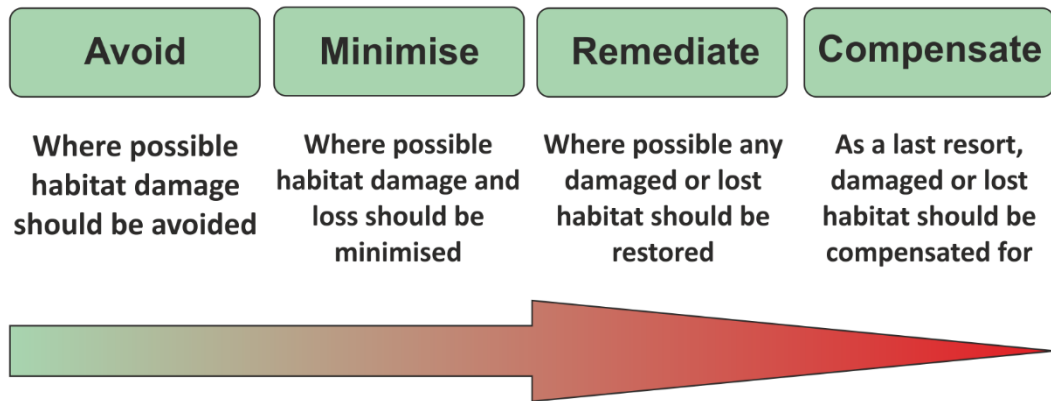 Avoid
Minimise
Remediate
Compensate
Where possible
habitat damage
should be avoided
Where possible
habitat damage and
loss should be
minimised
Where possible any
damaged or lost
habitat should be
restored
As a last resort,
damaged or lost
habitat should be
compensated for